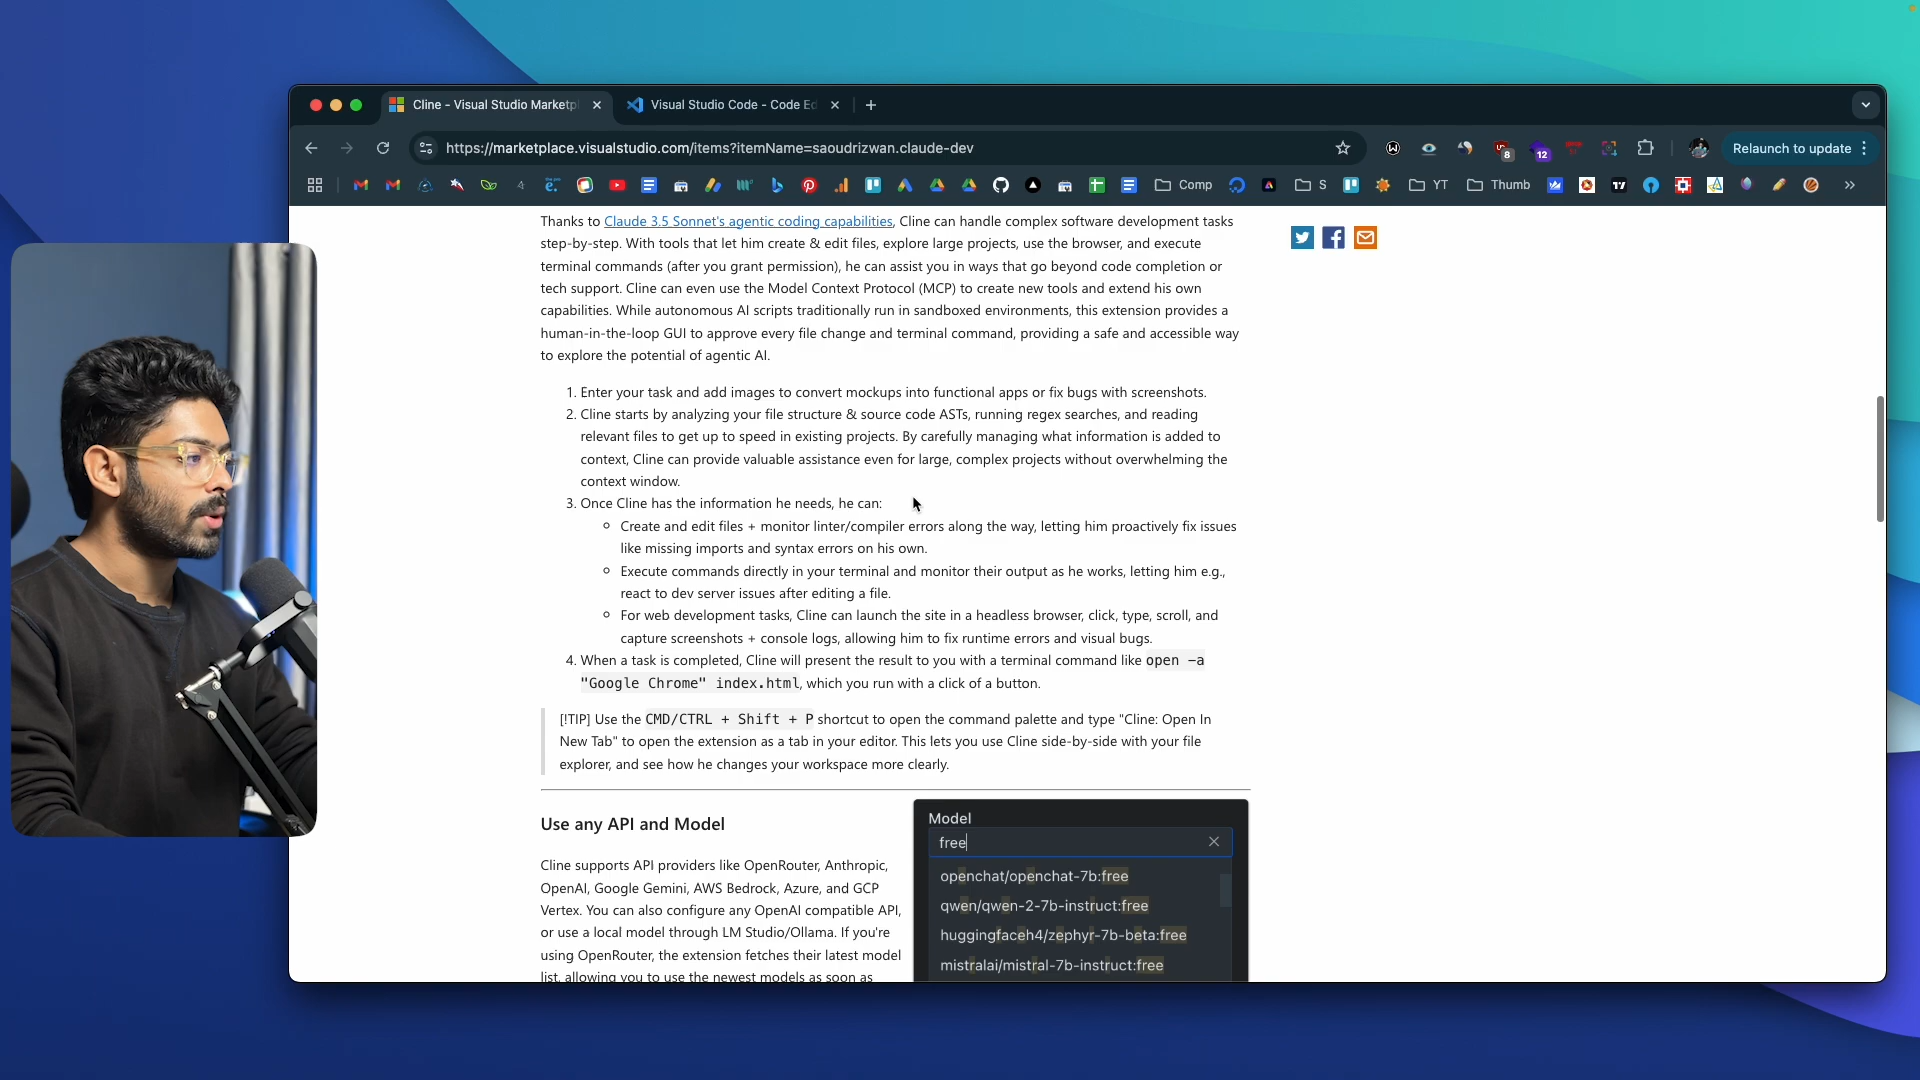 Cline - Visual Studio Marketp
Visual Studio Code - Code Ed
https://marketplace.visualstudio.com/items?itemName=saoudrizwan.claude-dev
8
12
Relaunch to update
Comp
S
YT
Thumb
Thanks to Claude 3.5 Sonnet's agentic coding capabilities, Cline can handle complex software development tasks
step-by-step. With tools that let him create & edit files, explore large projects, use the browser, and execute
terminal commands (after you grant permission), he can assist you in ways that go beyond code completion or
tech support. Cline can even use the Model Context Protocol (MCP) to create new tools and extend his own
capabilities. While autonomous AI scripts traditionally run in sandboxed environments, this extension provides a
human-in-the-loop GUI to approve every file change and terminal command, providing a safe and accessible way
to explore the potential of agentic AI.
1. Enter your task and add images to convert mockups into functional apps or fix bugs with screenshots.
2. Cline starts by analyzing your file structure & source code ASTs, running regex searches, and reading
relevant files to get up to speed in existing projects. By carefully managing what information is added to
context, Cline can provide valuable assistance even for large, complex projects without overwhelming the
context window.
3. Once Cline has the information he needs, he can:
Create and edit files + monitor linter/compiler errors along the way, letting him proactively fix issues
like missing imports and syntax errors on his own.
Execute commands directly in your terminal and monitor their output as he works, letting him e.g.,
react to dev server issues after editing a file.
For web development tasks, Cline can launch the site in a headless browser, click, type, scroll, and
capture screenshots + console logs, allowing him to fix runtime errors and visual bugs.
4. When a task is completed, Cline will present the result to you with a terminal command like open -a
"Google Chrome" index.html, which you run with a click of a button.
[!TIP] Use the CMD/CTRL + Shift + P shortcut to open the command palette and type "Cline: Open In
New Tab" to open the extension as a tab in your editor. This lets you use Cline side-by-side with your file
explorer, and see how he changes your workspace more clearly.
Use any API and Model
Cline supports API providers like OpenRouter, Anthropic,
OpenAI, Google Gemini, AWS Bedrock, Azure, and GCP
Vertex. You can also configure any OpenAI compatible API,
or use a local model through LM Studio/Ollama. If you're
using OpenRouter, the extension fetches their latest model
list, allowing you to use the newest models as soon as
Model
free
openchat/openchat-7b:free
qwen/qwen-2-7b-instruct:free
huggingfaceh4/zephyr-7b-beta:free
mistralai/mistral-7b-instruct:free